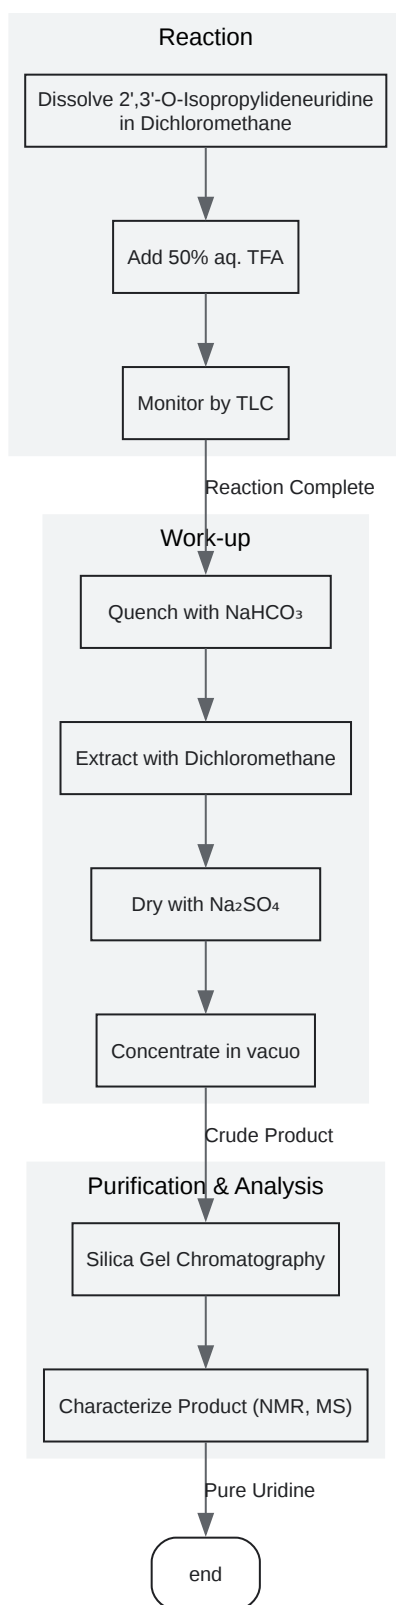 Reaction
Dissolve 2',3'-O-Isopropylideneuridine
in Dichloromethane
Add 50% aq. TFA
Monitor by TLC
Reaction Complete
Work-up
Quench with NaHCO₃
Extract with Dichloromethane
Dry with Na₂SO₄
Concentrate in vacuo
Crude Product
Purification & Analysis
Silica Gel Chromatography
Characterize Product (NMR, MS)
Pure Uridine
end